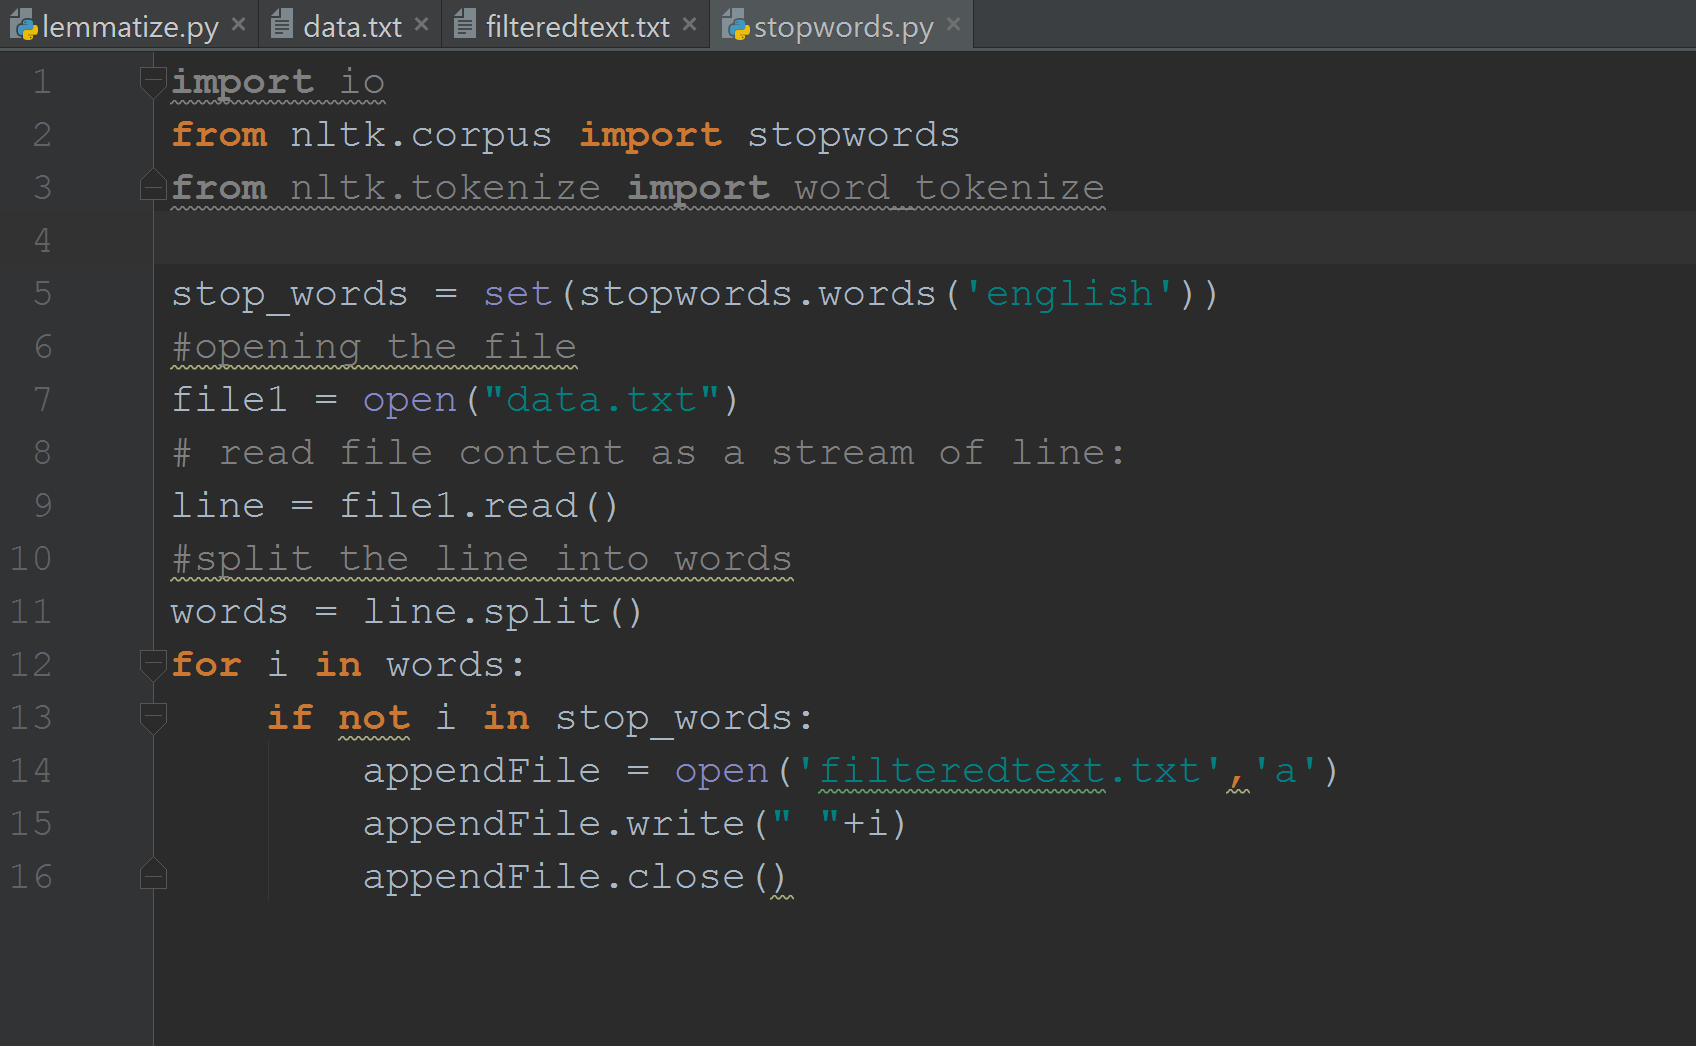 lemmatize.py × data.txt × filteredtext.txt × stopwords.py ×
1 import io
2 from nltk.corpus import stopwords
3 from nltk.tokenize import word_tokenize
4
5 stop_words = set(stopwords.words('english'))
6 #opening the file
7 file1 = open("data.txt")
8 # read file content as a stream of line:
9 line = file1.read()
10 #split the line into words
11 words = line.split()
12 for i in words:
13     if not i in stop_words:
14         appendFile = open('filteredtext.txt','a')
15         appendFile.write(" "+i)
16         appendFile.close()